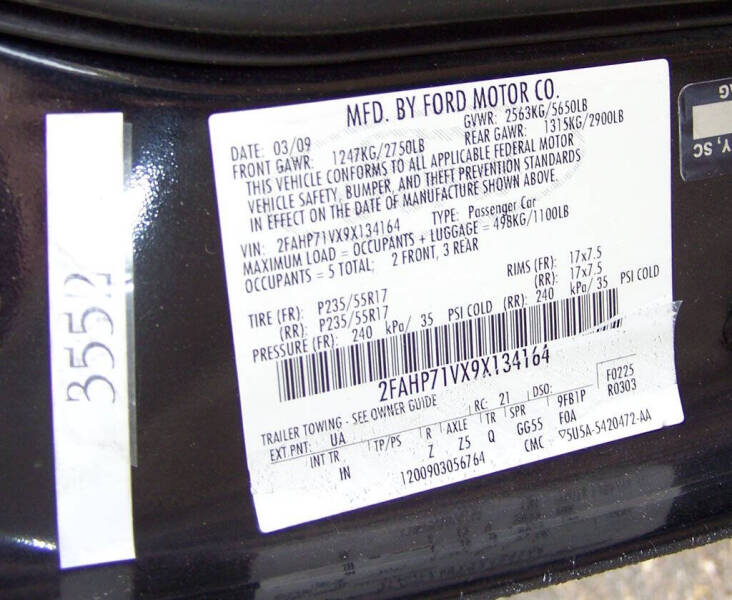 MFD. BY FORD MOTOR CO.
DATE: 03/09 GVWR: 2563KG/5650LB
FRONT GAWR: 1247KG/2750LB REAR GAWR: 1315KG/2900LB
THIS VEHICLE CONFORMS TO ALL APPLICABLE FEDERAL MOTOR
VEHICLE SAFETY, BUMPER, AND THEFT PREVENTION STANDARDS
IN EFFECT ON THE DATE OF MANUFACTURE SHOWN ABOVE.
VIN: 2FAHP71VX9X134164 TYPE: Passenger Car
MAXIMUM LOAD = OCCUPANTS + LUGGAGE = 498KG/1100LB
OCCUPANTS = 5 TOTAL: 2 FRONT, 3 REAR
TIRE (FR): P235/55R17 RIMS (FR): 17x7.5
(RR): P235/55R17 (RR): 17x7.5
PRESSURE (FR): 240 kPa/ 35 PSI COLD (RR): 240 kPa/ 35 PSI COLD
2FAHP71VX9X134164
TRAILER TOWING - SEE OWNER GUIDE
EXT PNT: UA RC: 21 DSO: F0225
INT TR TP/PS R AXLE TR SPR 9FB1P R0303
IN Z Z5 Q GG55 F0A
1200903056764 CMC ▽5U5A-5420472-AA
3552
Y, SC
AG